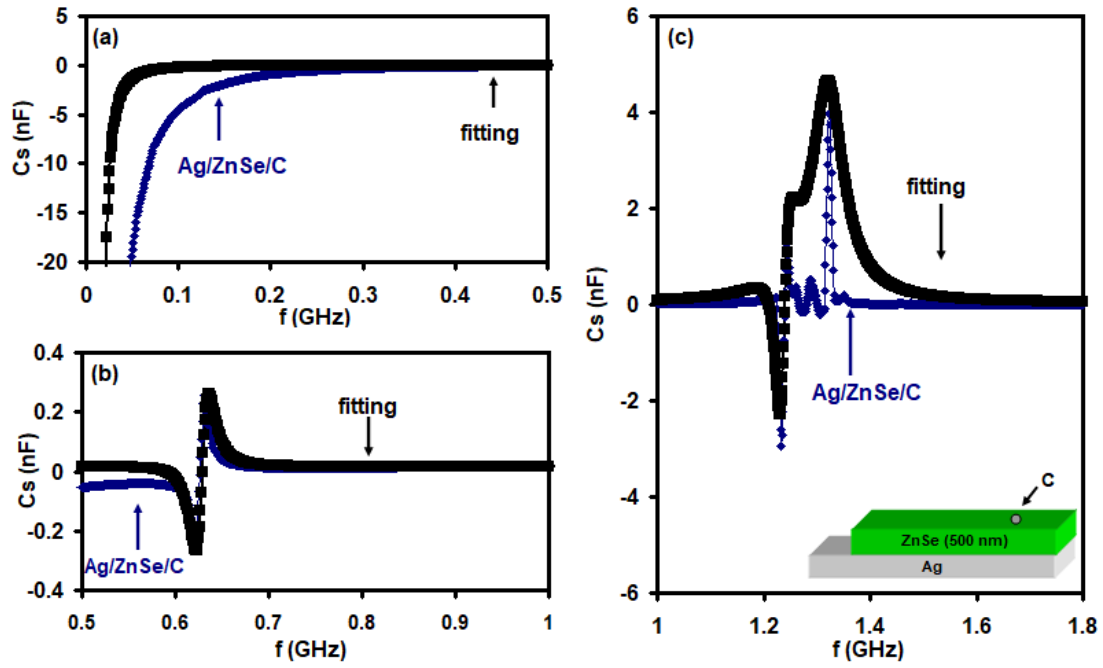 (a)
5
0
-5
-10
-15
-20
Cs (nF)
Ag/ZnSe/C
fitting
0 0.1 0.2 0.3 0.4 0.5
f (GHz)
(b)
0.4
0.2
0
-0.2
-0.4
Cs (nF)
fitting
Ag/ZnSe/C
0.5 0.6 0.7 0.8 0.9 1
f (GHz)
(c)
6
4
2
0
-2
-4
-6
Cs (nF)
fitting
Ag/ZnSe/C
C
ZnSe (500 nm)
Ag
1 1.2 1.4 1.6 1.8
f (GHz)